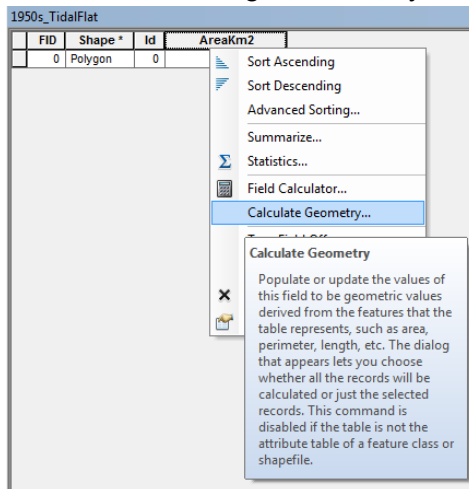 1950s_TidalFlat
FID Shape * Id AreaKm2
0 Polygon 0
Sort Ascending
Sort Descending
Advanced Sorting...
Summarize...
Σ Statistics...
Field Calculator...
Calculate Geometry...
Calculate Geometry
Populate or update the values of
this field to be geometric values
derived from the features that the
table represents, such as area,
perimeter, length, etc. The dialog
that appears lets you choose
whether all the records will be
calculated or just the selected
records. This command is
disabled if the table is not the
attribute table of a feature class or
shapefile.